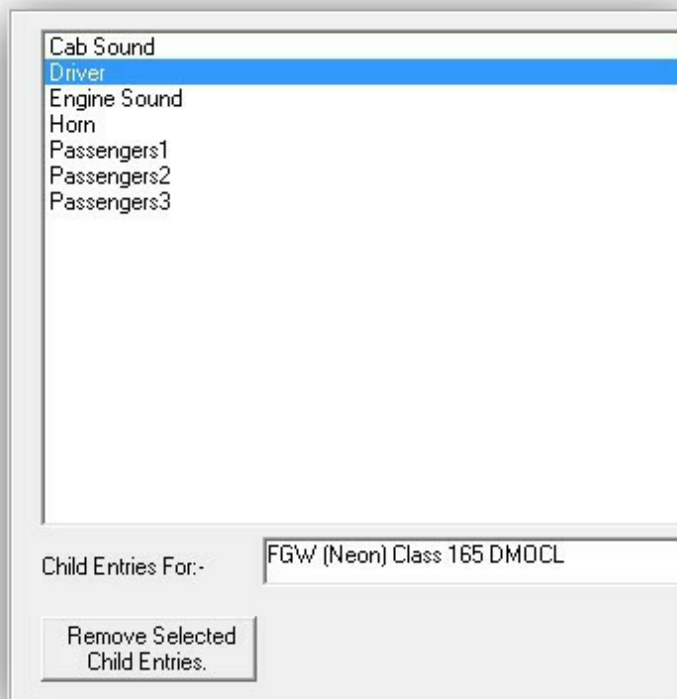 Cab Sound
Driver
Engine Sound
Horn
Passengers1
Passengers2
Passengers3
Child Entries For:-
FGW (Neon) Class 165 DMOCL
Remove Selected
Child Entries.